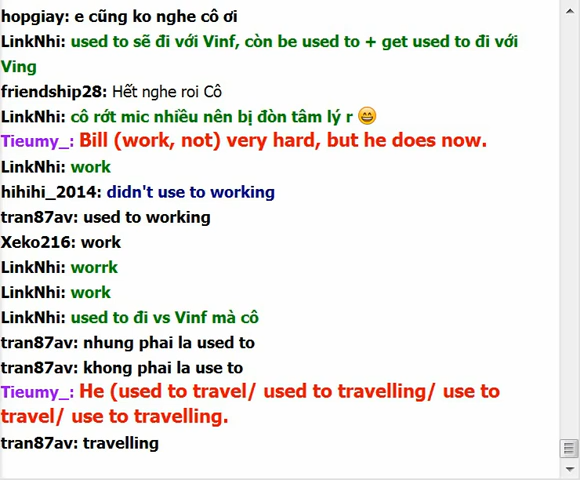 hopgiay: e cũng ko nghe cô ơi
LinkNhi: used to sẽ đi với Vinf, còn be used to + get used to đi với
Ving
friendship28: Hết nghe roi Cô
LinkNhi: cô rớt mic nhiều nên bị đòn tâm lý r 😄
Tieumy_: Bill (work, not) very hard, but he does now.
LinkNhi: work
hihihi_2014: didn't use to working
tran87av: used to working
Xeko216: work
LinkNhi: worrk
LinkNhi: work
LinkNhi: used to đi vs Vinf mà cô
tran87av: nhung phai la used to
tran87av: khong phai la use to
Tieumy_: He (used to travel/ used to travelling/ use to
travel/ use to travelling.
tran87av: travelling